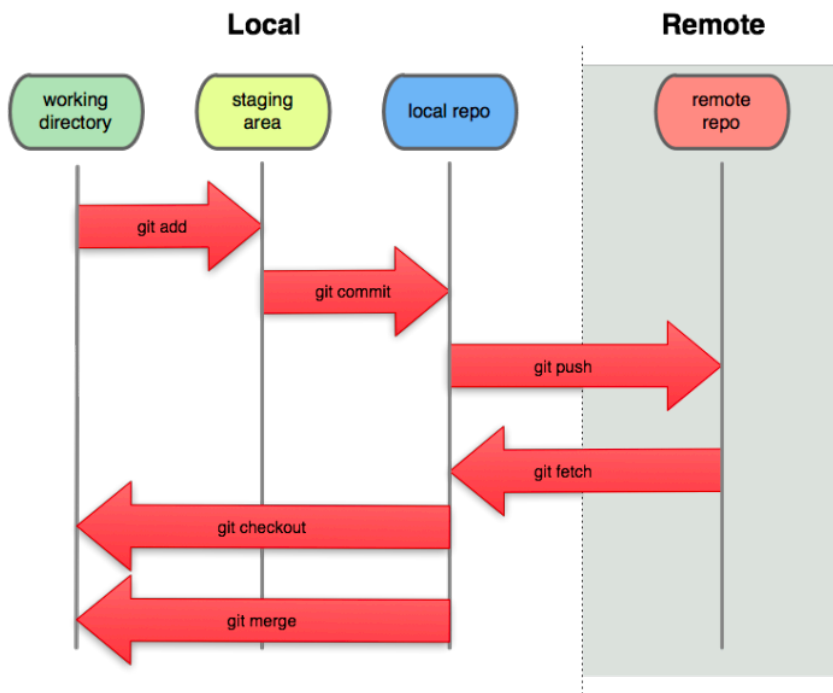 Local
Remote
working
directory
staging
area
local repo
remote
repo
git add
git commit
git push
git fetch
git checkout
git merge